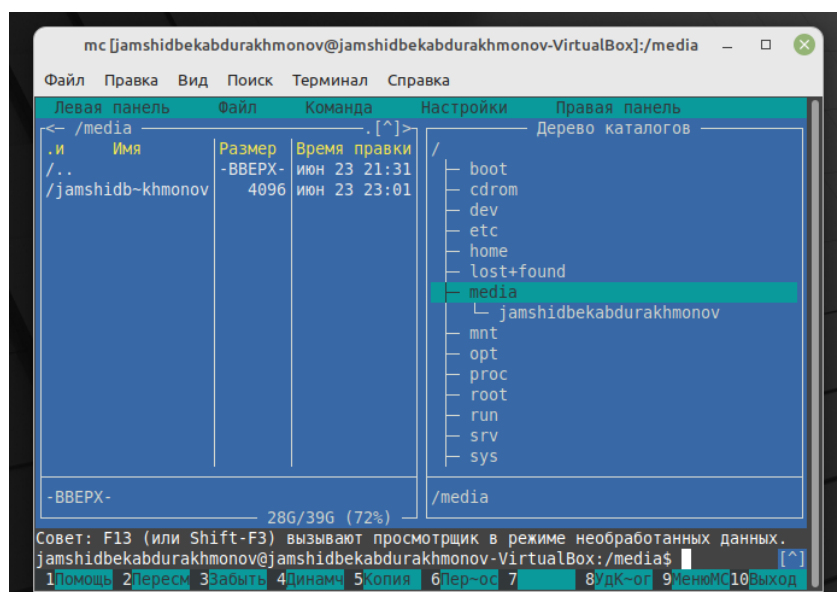 mc [jamshidbekabdurakhmonov@jamshidbekabdurakhmonov-VirtualBox]:/media
Файл Правка Вид Поиск Терминал Справка
Левая панель Файл Команда Настройки Правая панель
<— /media .[^]>
.и Имя Размер Время правки
/.. -ВВЕРХ- июн 23 21:31
/jamshidb~khmonov 4096 июн 23 23:01
-ВВЕРХ-
28G/39G (72%)
Дерево каталогов
/
boot
cdrom
dev
etc
home
lost+found
media
jamshidbekabdurakhmonov
mnt
opt
proc
root
run
srv
sys
/media
Совет: F13 (или Shift-F3) вызывают просмотрщик в режиме необработанных данных.
jamshidbekabdurakhmonov@jamshidbekabdurakhmonov-VirtualBox:/media$ [^]
1Помощь 2Пересм 3Забыть 4Динамч 5Копия 6Пер~ос 7 8УдК~ог 9МенюMC 10Выход